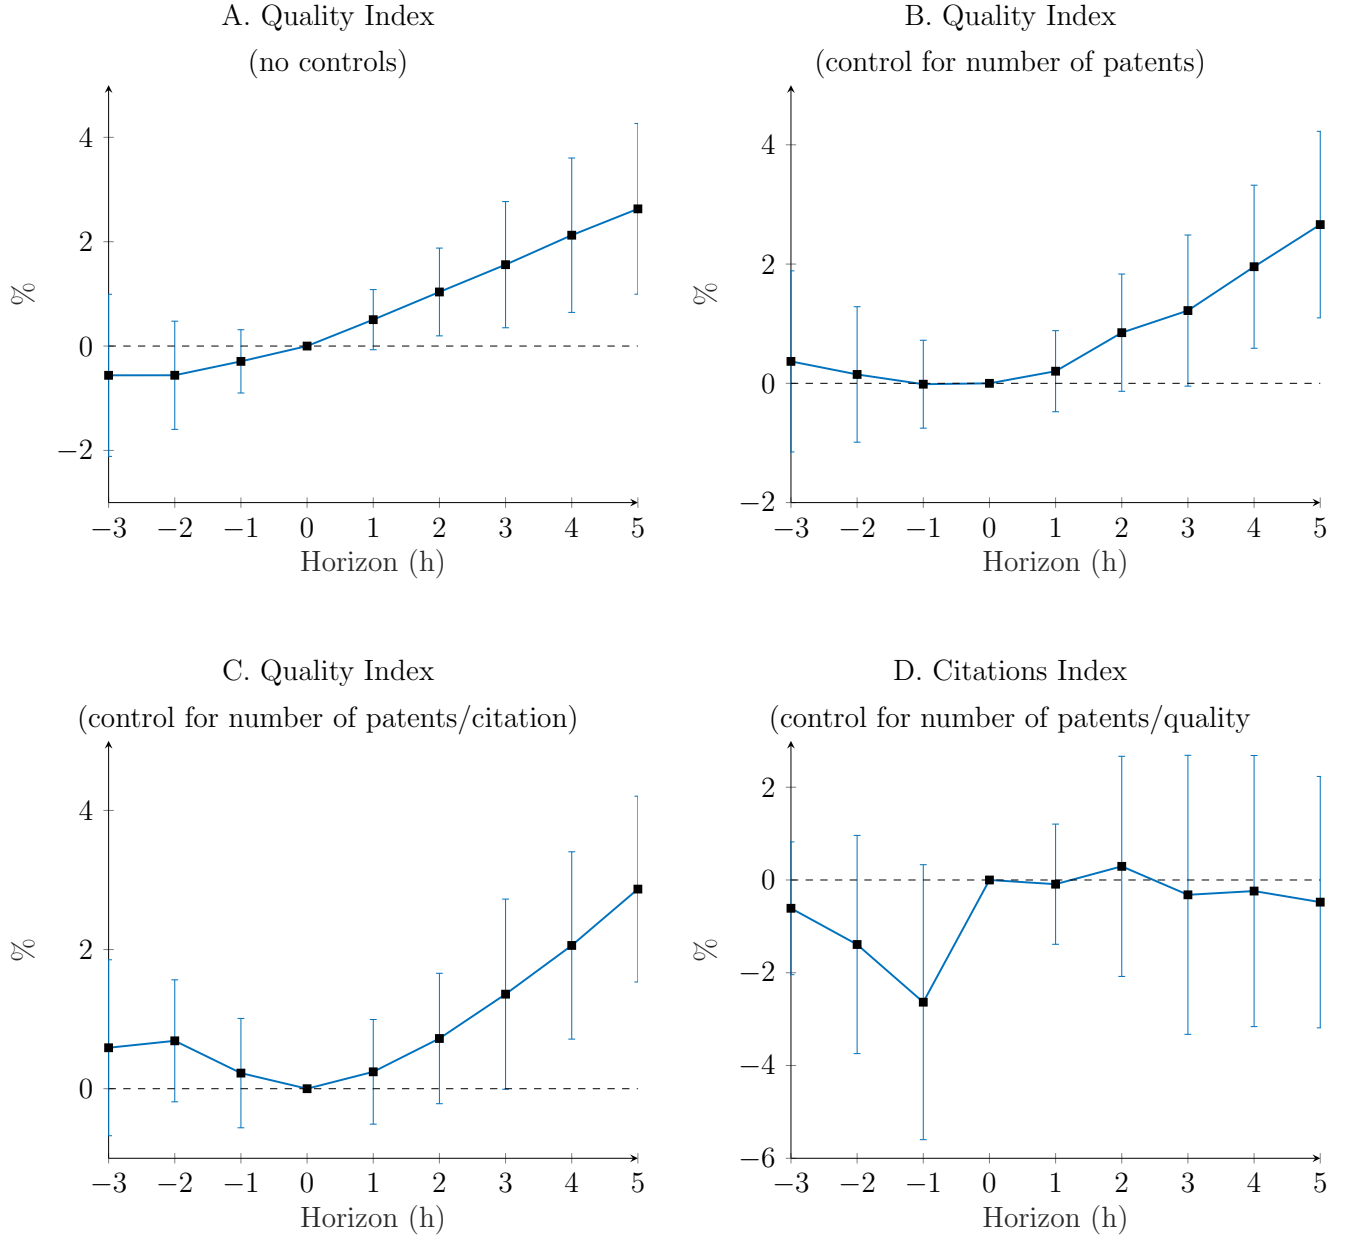 A. Quality Index
(no controls)
%
4
2
0
−2
−3 −2 −1 0 1 2 3 4 5
Horizon (h)
B. Quality Index
(control for number of patents)
%
4
2
0
−2
−3 −2 −1 0 1 2 3 4 5
Horizon (h)
C. Quality Index
(control for number of patents/citation)
%
4
2
0
−3 −2 −1 0 1 2 3 4 5
Horizon (h)
D. Citations Index
(control for number of patents/quality
%
2
0
−2
−4
−6
−3 −2 −1 0 1 2 3 4 5
Horizon (h)